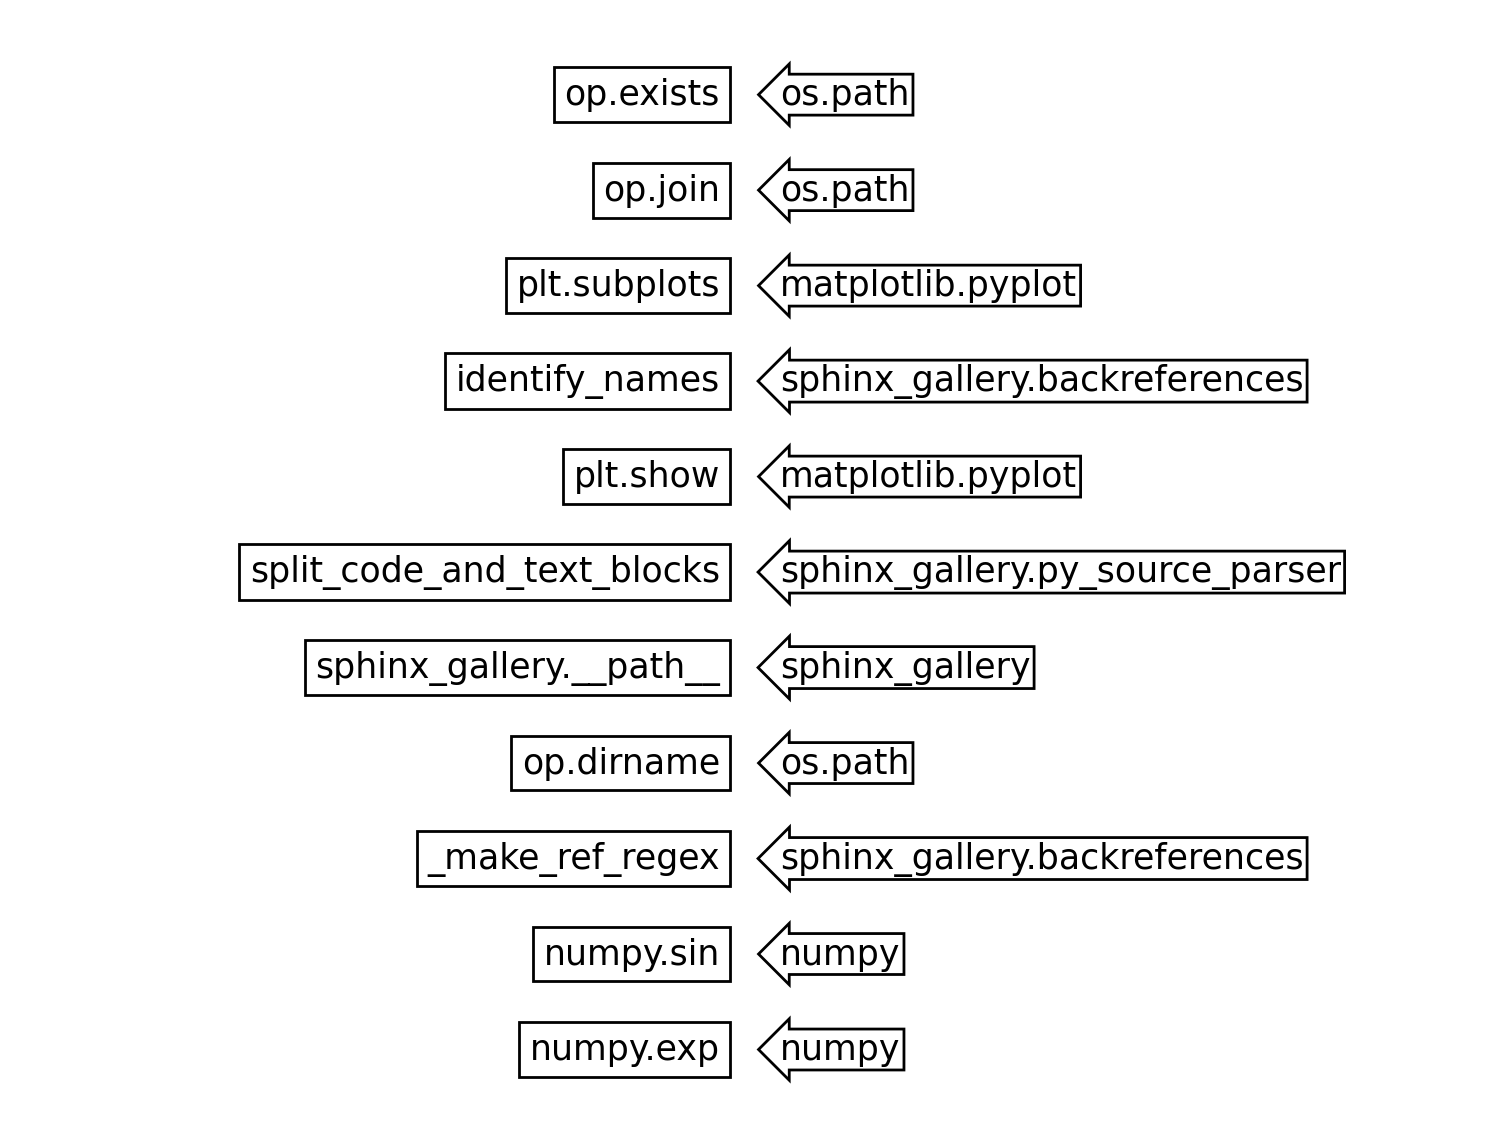 op.exists os.path
op.join os.path
plt.subplots matplotlib.pyplot
identify_names sphinx_gallery.backreferences
plt.show matplotlib.pyplot
split_code_and_text_blocks sphinx_gallery.py_source_parser
sphinx_gallery.__path__ sphinx_gallery
op.dirname os.path
_make_ref_regex sphinx_gallery.backreferences
numpy.sin numpy
numpy.exp numpy